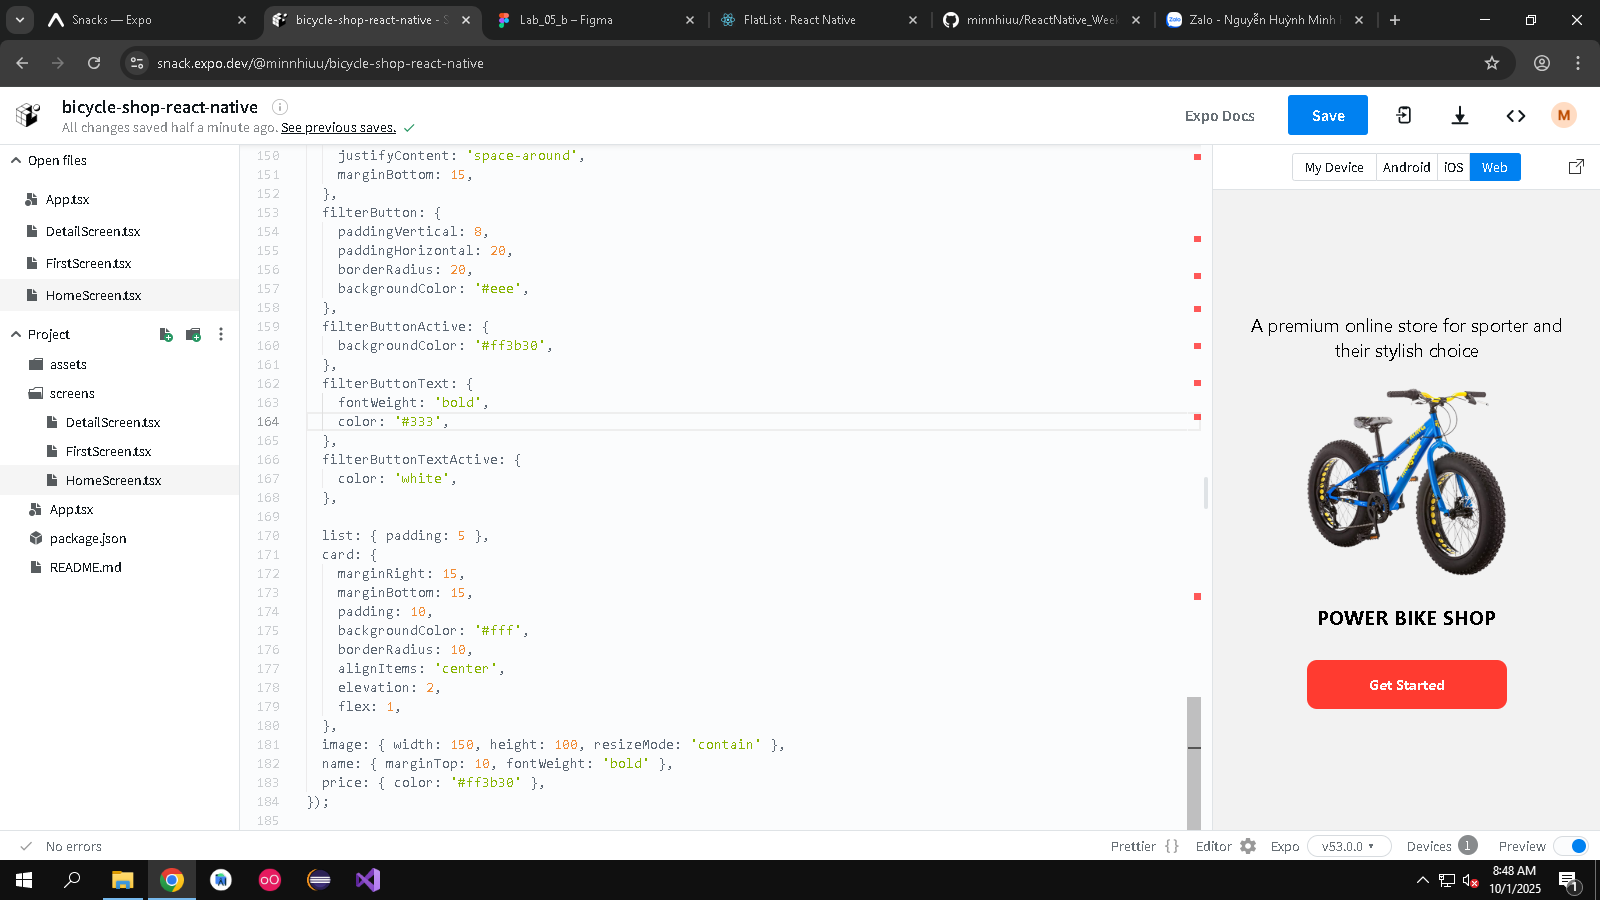 Snacks — Expo
bicycle-shop-react-native - S
Lab_05_b – Figma
FlatList · React Native
minnhiuu/ReactNative_Week
Zalo - Nguyễn Huỳnh Minh
snack.expo.dev/@minnhiuu/bicycle-shop-react-native
bicycle-shop-react-native
All changes saved half a minute ago. See previous saves.
Expo Docs
Save
M
Open files
App.tsx
DetailScreen.tsx
FirstScreen.tsx
HomeScreen.tsx
Project
assets
screens
DetailScreen.tsx
FirstScreen.tsx
HomeScreen.tsx
App.tsx
package.json
README.md
150 justifyContent: 'space-around',
151 marginBottom: 15,
152 },
153 filterButton: {
154 paddingVertical: 8,
155 paddingHorizontal: 20,
156 borderRadius: 20,
157 backgroundColor: '#eee',
158 },
159 filterButtonActive: {
160 backgroundColor: '#ff3b30',
161 },
162 filterButtonText: {
163 fontWeight: 'bold',
164 color: '#333',
165 },
166 filterButtonTextActive: {
167 color: 'white',
168 },
169
170 list: { padding: 5 },
171 card: {
172 marginRight: 15,
173 marginBottom: 15,
174 padding: 10,
175 backgroundColor: '#fff',
176 borderRadius: 10,
177 alignItems: 'center',
178 elevation: 2,
179 flex: 1,
180 },
181 image: { width: 150, height: 100, resizeMode: 'contain' },
182 name: { marginTop: 10, fontWeight: 'bold' },
183 price: { color: '#ff3b30' },
184 });
185
My Device
Android
iOS
Web
A premium online store for sporter and
their stylish choice
POWER BIKE SHOP
Get Started
No errors
Prettier { }
Editor
Expo
v53.0.0
Devices 1
Preview
8:48 AM
10/1/2025
1